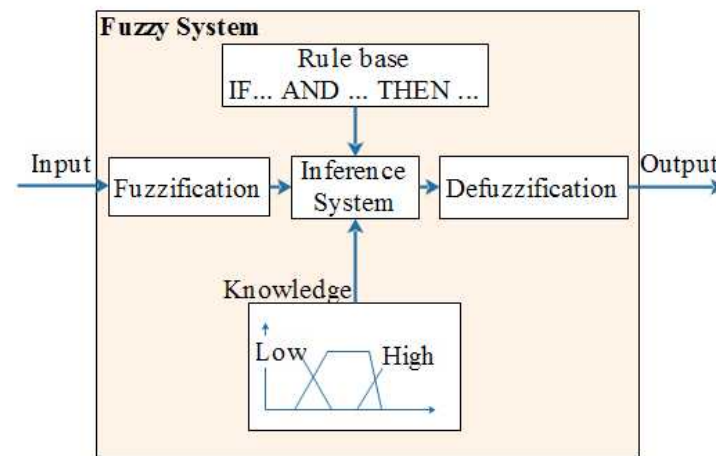 Fuzzy System
Rule base
IF... AND ... THEN ...
Input
Fuzzification
Inference
System
Defuzzification
Output
Knowledge
Low
High